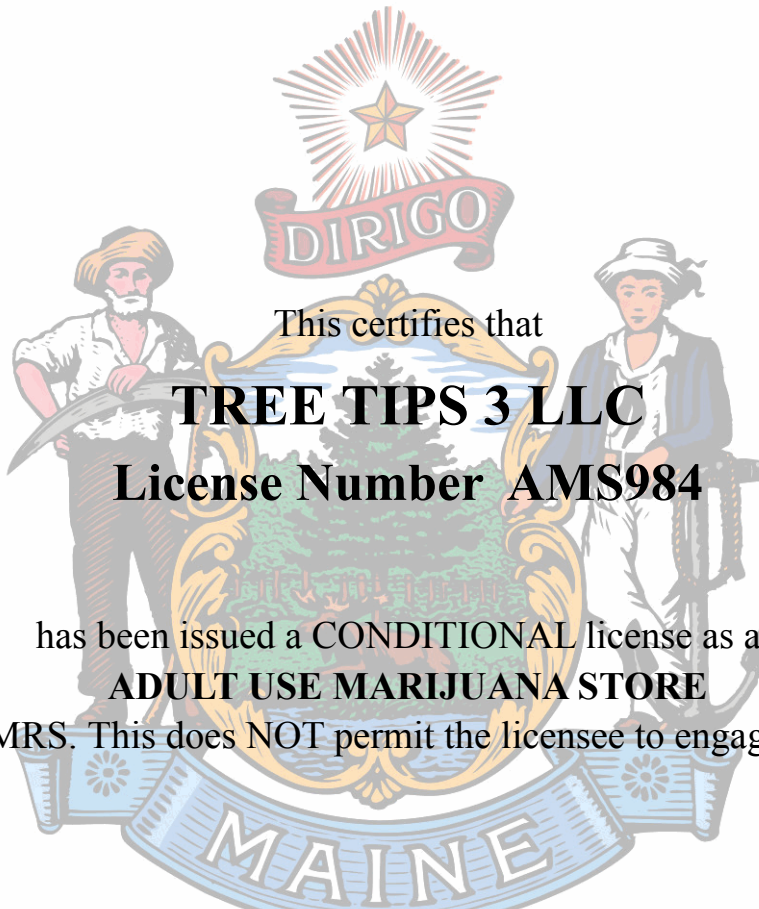 DIRIGO
This certifies that
TREE TIPS 3 LLC
License Number AMS984
has been issued a CONDITIONAL license as a
ADULT USE MARIJUANA STORE
MRS. This does NOT permit the licensee to engag
MAINE